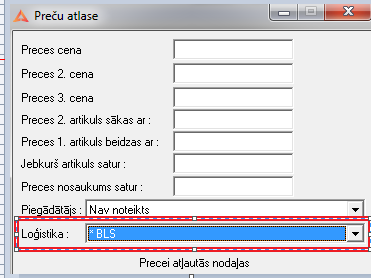 Preču atlase
Preces cena
Preces 2. cena
Preces 3. cena
Preces 2. artikuls sākas ar :
Preces 1. artikuls beidzas ar :
Jebkurš artikuls satur :
Preces nosaukums satur :
Piegādātājs : Nav noteikts
Loģistika : * BLS
Precei atļautās nodaļas